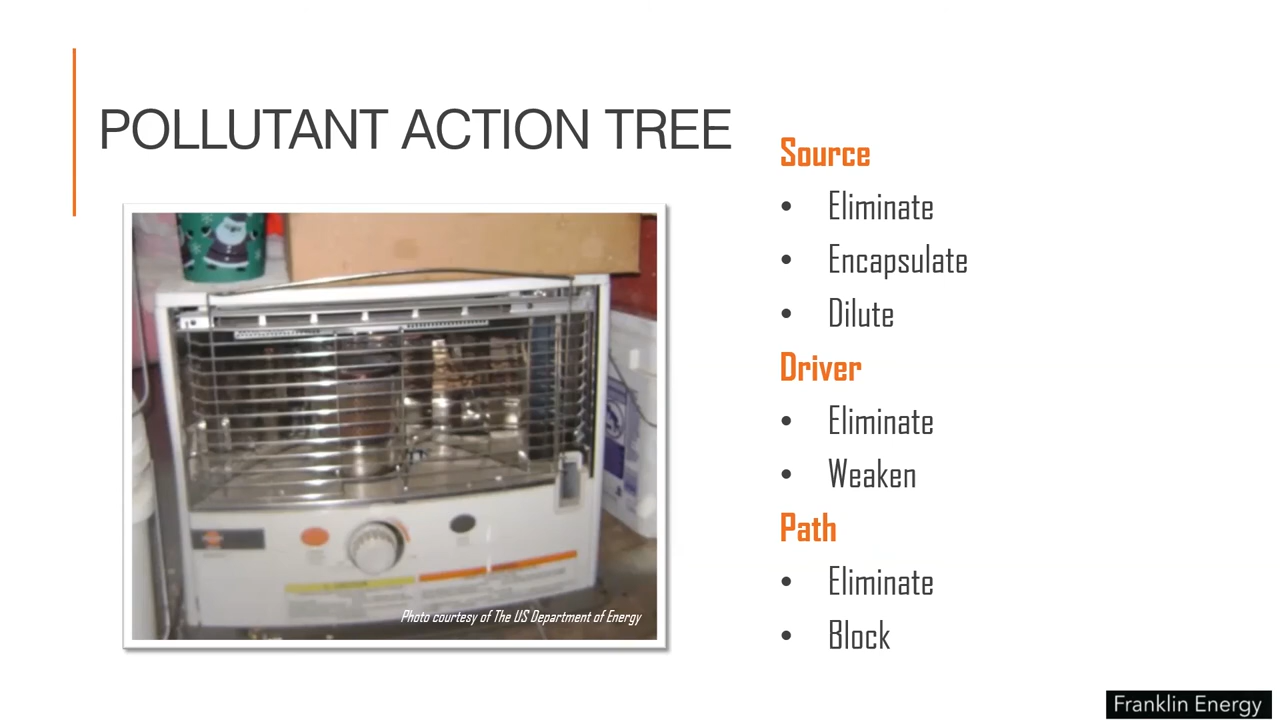 POLLUTANT ACTION TREE
Photo courtesy of The US Department of Energy
Source
• Eliminate
• Encapsulate
• Dilute
Driver
• Eliminate
• Weaken
Path
• Eliminate
• Block
Franklin Energy